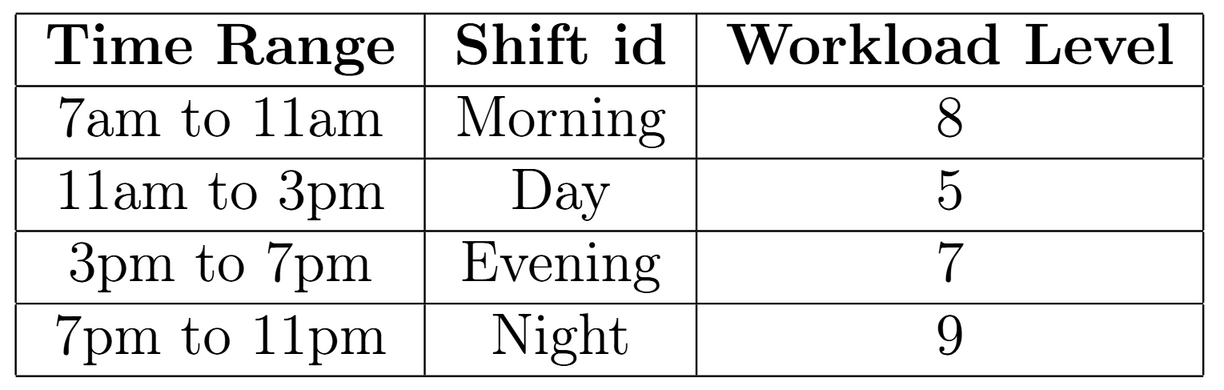 Time Range Shift id Workload Level
7am to 11am Morning 8
11am to 3pm Day 5
3pm to 7pm Evening 7
7pm to 11pm Night 9